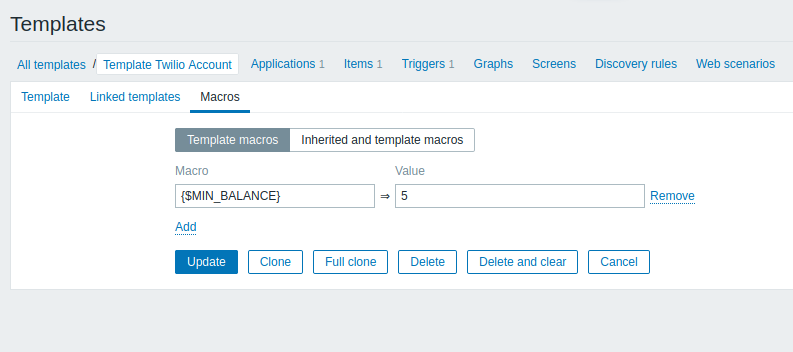 Templates
All templates / Template Twilio Account Applications 1 Items 1 Triggers 1 Graphs Screens Discovery rules Web scenarios
Template Linked templates Macros
Template macros Inherited and template macros
Macro Value
{$MIN_BALANCE} ⇒ 5 Remove
Add
Update Clone Full clone Delete Delete and clear Cancel